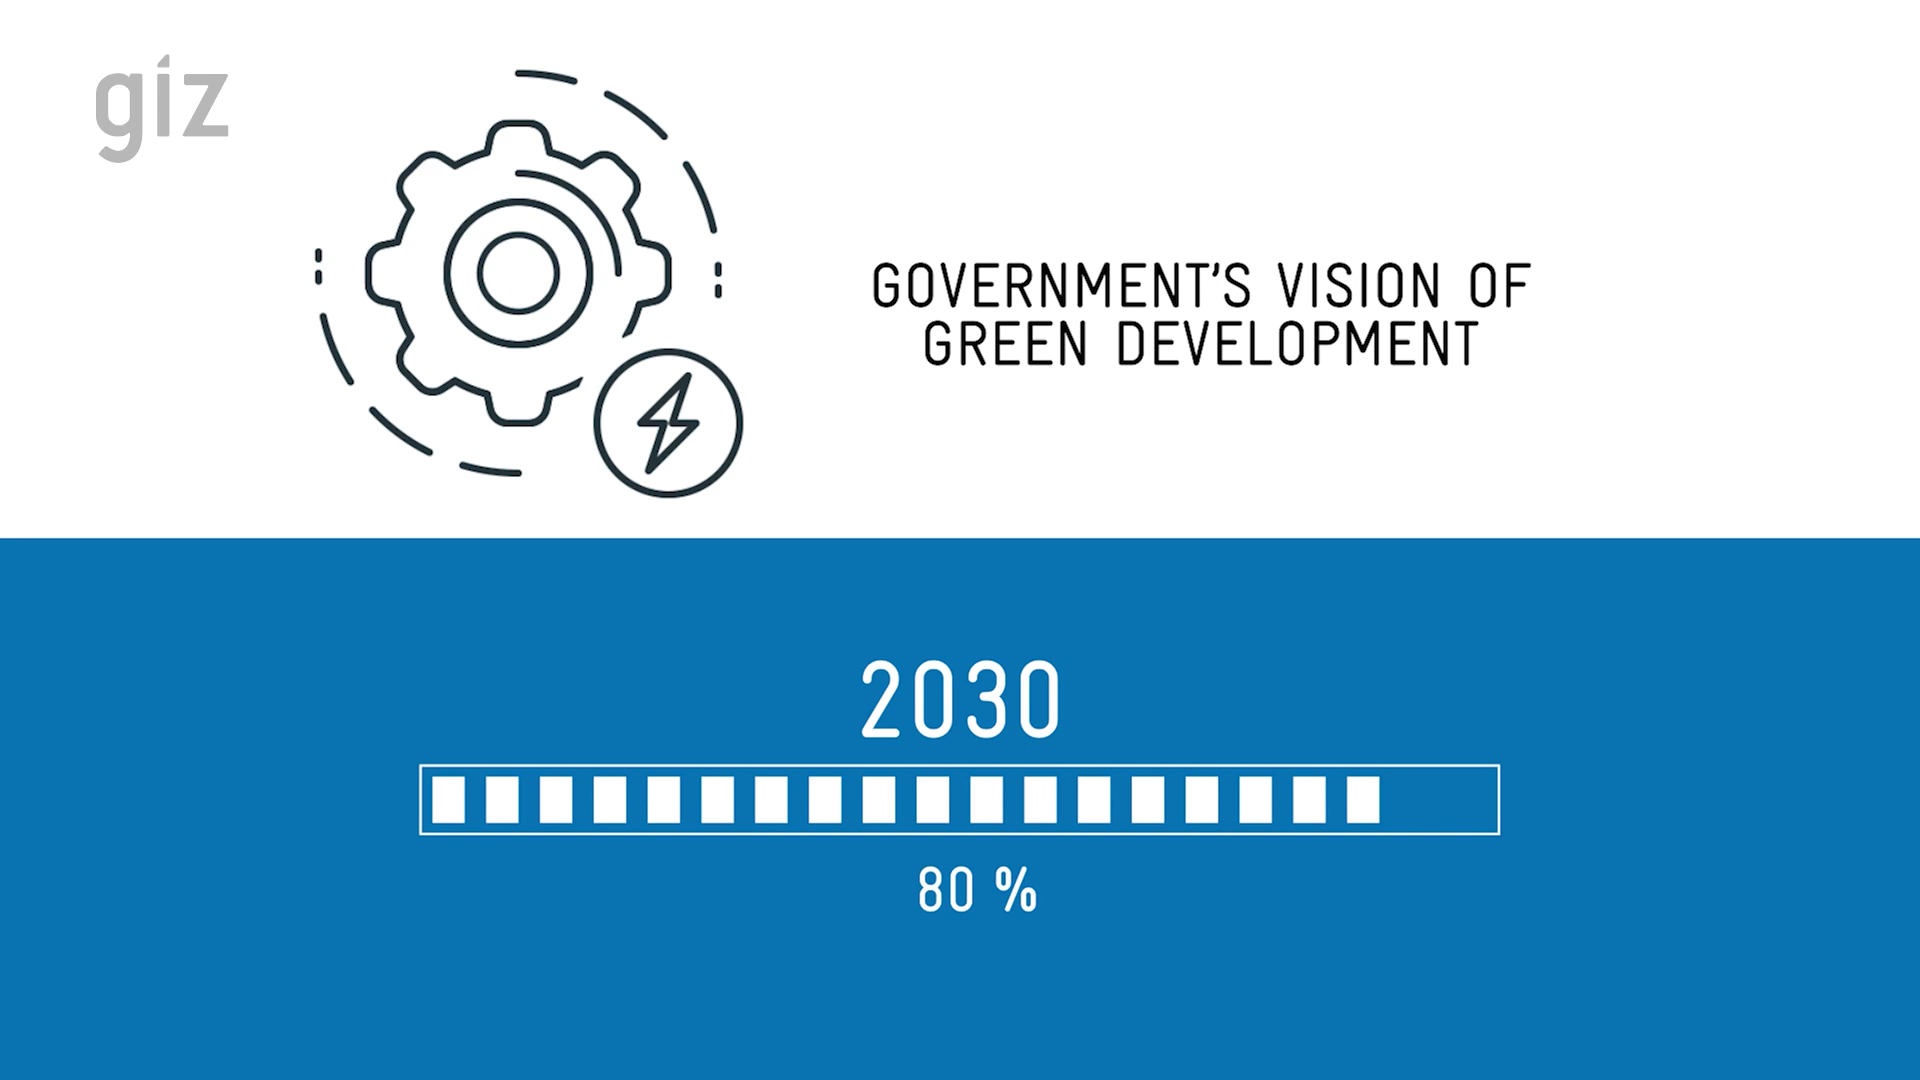 giz
GOVERNMENT'S VISION OF
GREEN DEVELOPMENT
2030
80 %